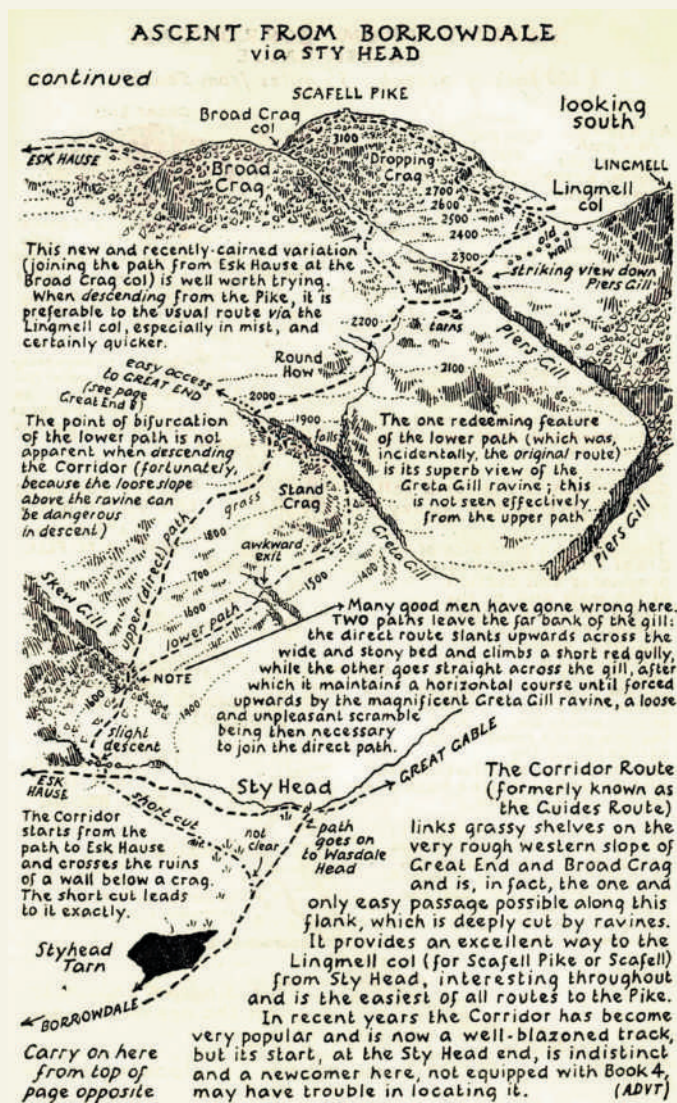 ASCENT FROM BORROWDALE
via STY HEAD
continued
looking
south
SCAFELL PIKE
Broad Crag
col
LINGMELL
ESK HAUSE
3100
Broad
Crag
Dropping
Crag
Lingmell
col
2700
2600
2500
2400
2300
old
wall
This new and recently-cairned variation
(joining the path from Esk Hause at the
Broad Crag col) is well worth trying.
When descending from the Pike, it is
preferable to the usual route via the
Lingmell col, especially in mist, and
certainly quicker.
striking view down
Piers Gill
tarns
Piers Gill
2200
2100
Round
How
easy access
to GREAT END
(see page
Great End 8)
2000
1900
falls
The point of bifurcation
of the lower path is not
apparent when descending
the Corridor (fortunately,
because the loose slope
above the ravine can
be dangerous
in descent)
The one redeeming feature
of the lower path (which was,
incidentally, the original route)
is its superb view of the
Greta Gill ravine; this
is not seen effectively
from the upper path
Stand
Crag
grass
1800
1700
1600
1500
1400
awkward
exit
Greta Gill
Piers Gill
Skew Gill
upper (direct) path
lower path
NOTE
Many good men have gone wrong here.
TWO paths leave the far bank of the gill:
the direct route slants upwards across the
wide and stony bed and climbs a short red gully,
while the other goes straight across the gill, after
which it maintains a horizontal course until forced
upwards by the magnificent Greta Gill ravine, a loose
and unpleasant scramble
being then necessary
to join the direct path.
1600
1400
slight
descent
ESK
HAUSE
Sty Head
GREAT GABLE
short cut
not
clear
path
goes on
to Wasdale
Head
The Corridor
starts from the
path to Esk Hause
and crosses the ruins
of a wall below a crag.
The short cut leads
to it exactly.
Styhead
Tarn
BORROWDALE
Carry on here
from top of
page opposite
The Corridor Route
(formerly known as
the Guides Route)
links grassy shelves on the
very rough western slope of
Great End and Broad Crag
and is, in fact, the one and
only easy passage possible along this
flank, which is deeply cut by ravines.
It provides an excellent way to the
Lingmell col (for Scafell Pike or Scafell)
from Sty Head, interesting throughout
and is the easiest of all routes to the Pike.
In recent years the Corridor has become
very popular and is now a well-blazoned track,
but its start, at the Sty Head end, is indistinct
and a newcomer here, not equipped with Book 4,
may have trouble in locating it. (ADVT)